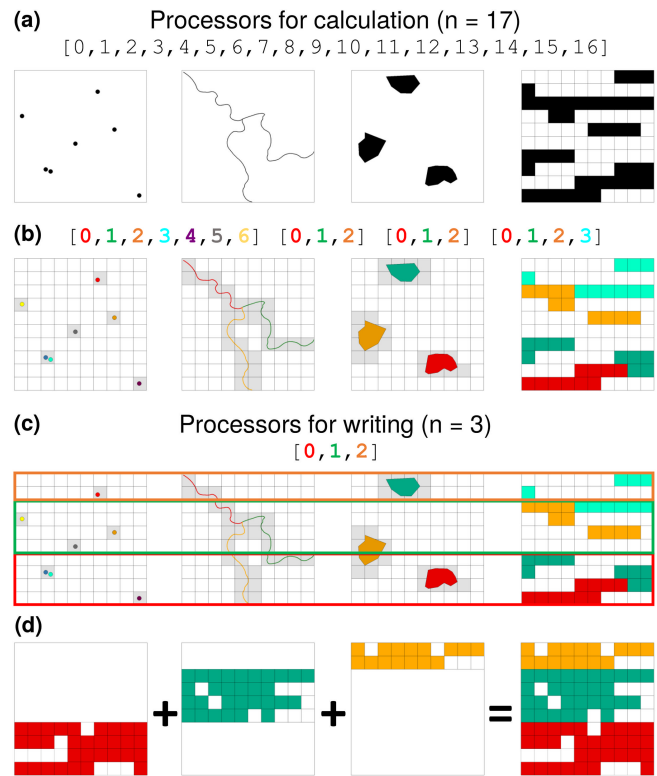 (a) Processors for calculation (n = 17)
[0,1,2,3,4,5,6,7,8,9,10,11,12,13,14,15,16]
(b) [0,1,2,3,4,5,6] [0,1,2] [0,1,2] [0,1,2,3]
(c) Processors for writing (n = 3)
[0,1,2]
(d)
+ + =